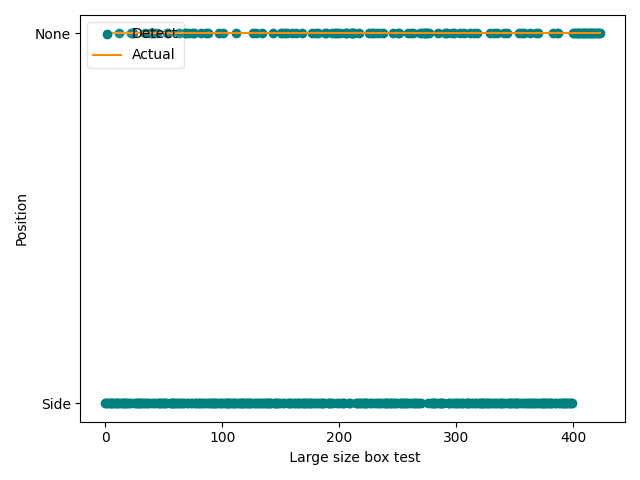 None
Side
Position
Detect
Actual
0
100
200
300
400
Large size box test